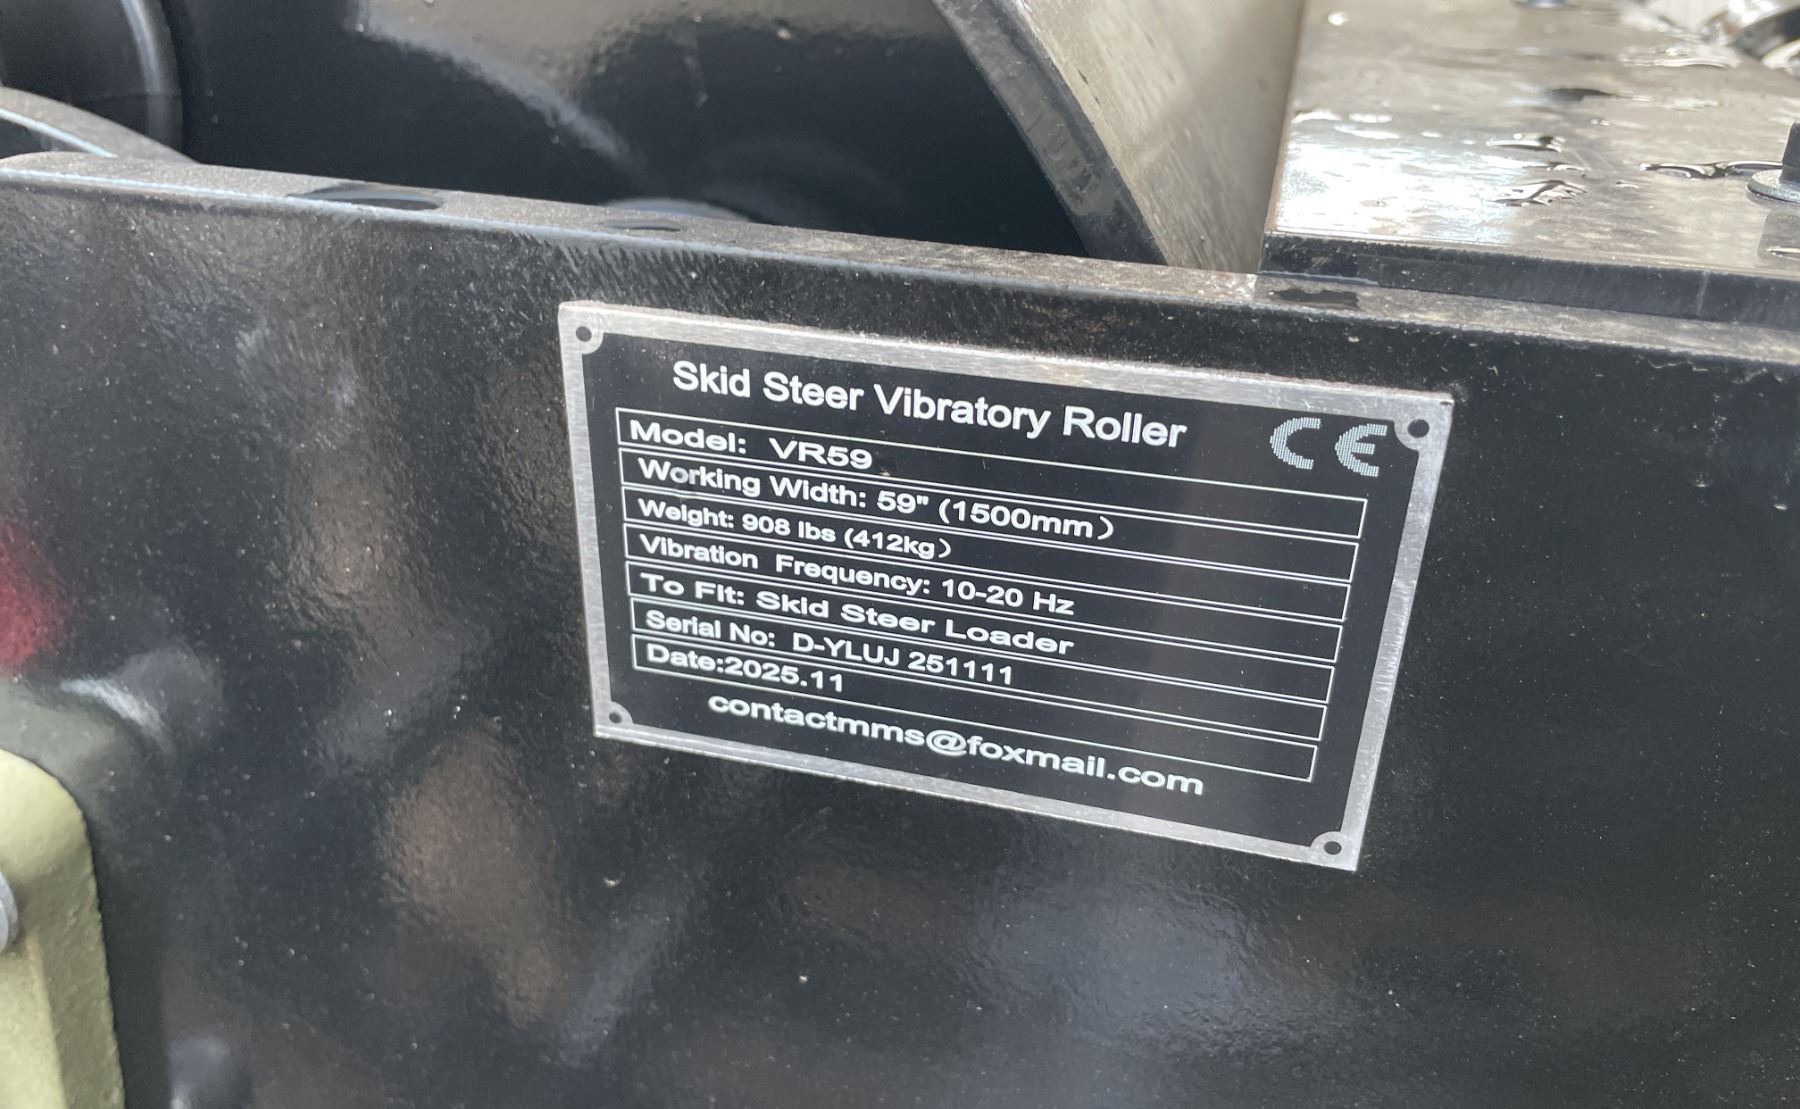 Skid Steer Vibratory Roller
CE
Model: VR59
Working Width: 59" (1500mm)
Weight: 908 lbs (412kg)
Vibration Frequency: 10-20 Hz
To Fit: Skid Steer Loader
Serial No: D-YLUJ 251111
Date:2025.11
contactmms@foxmail.com